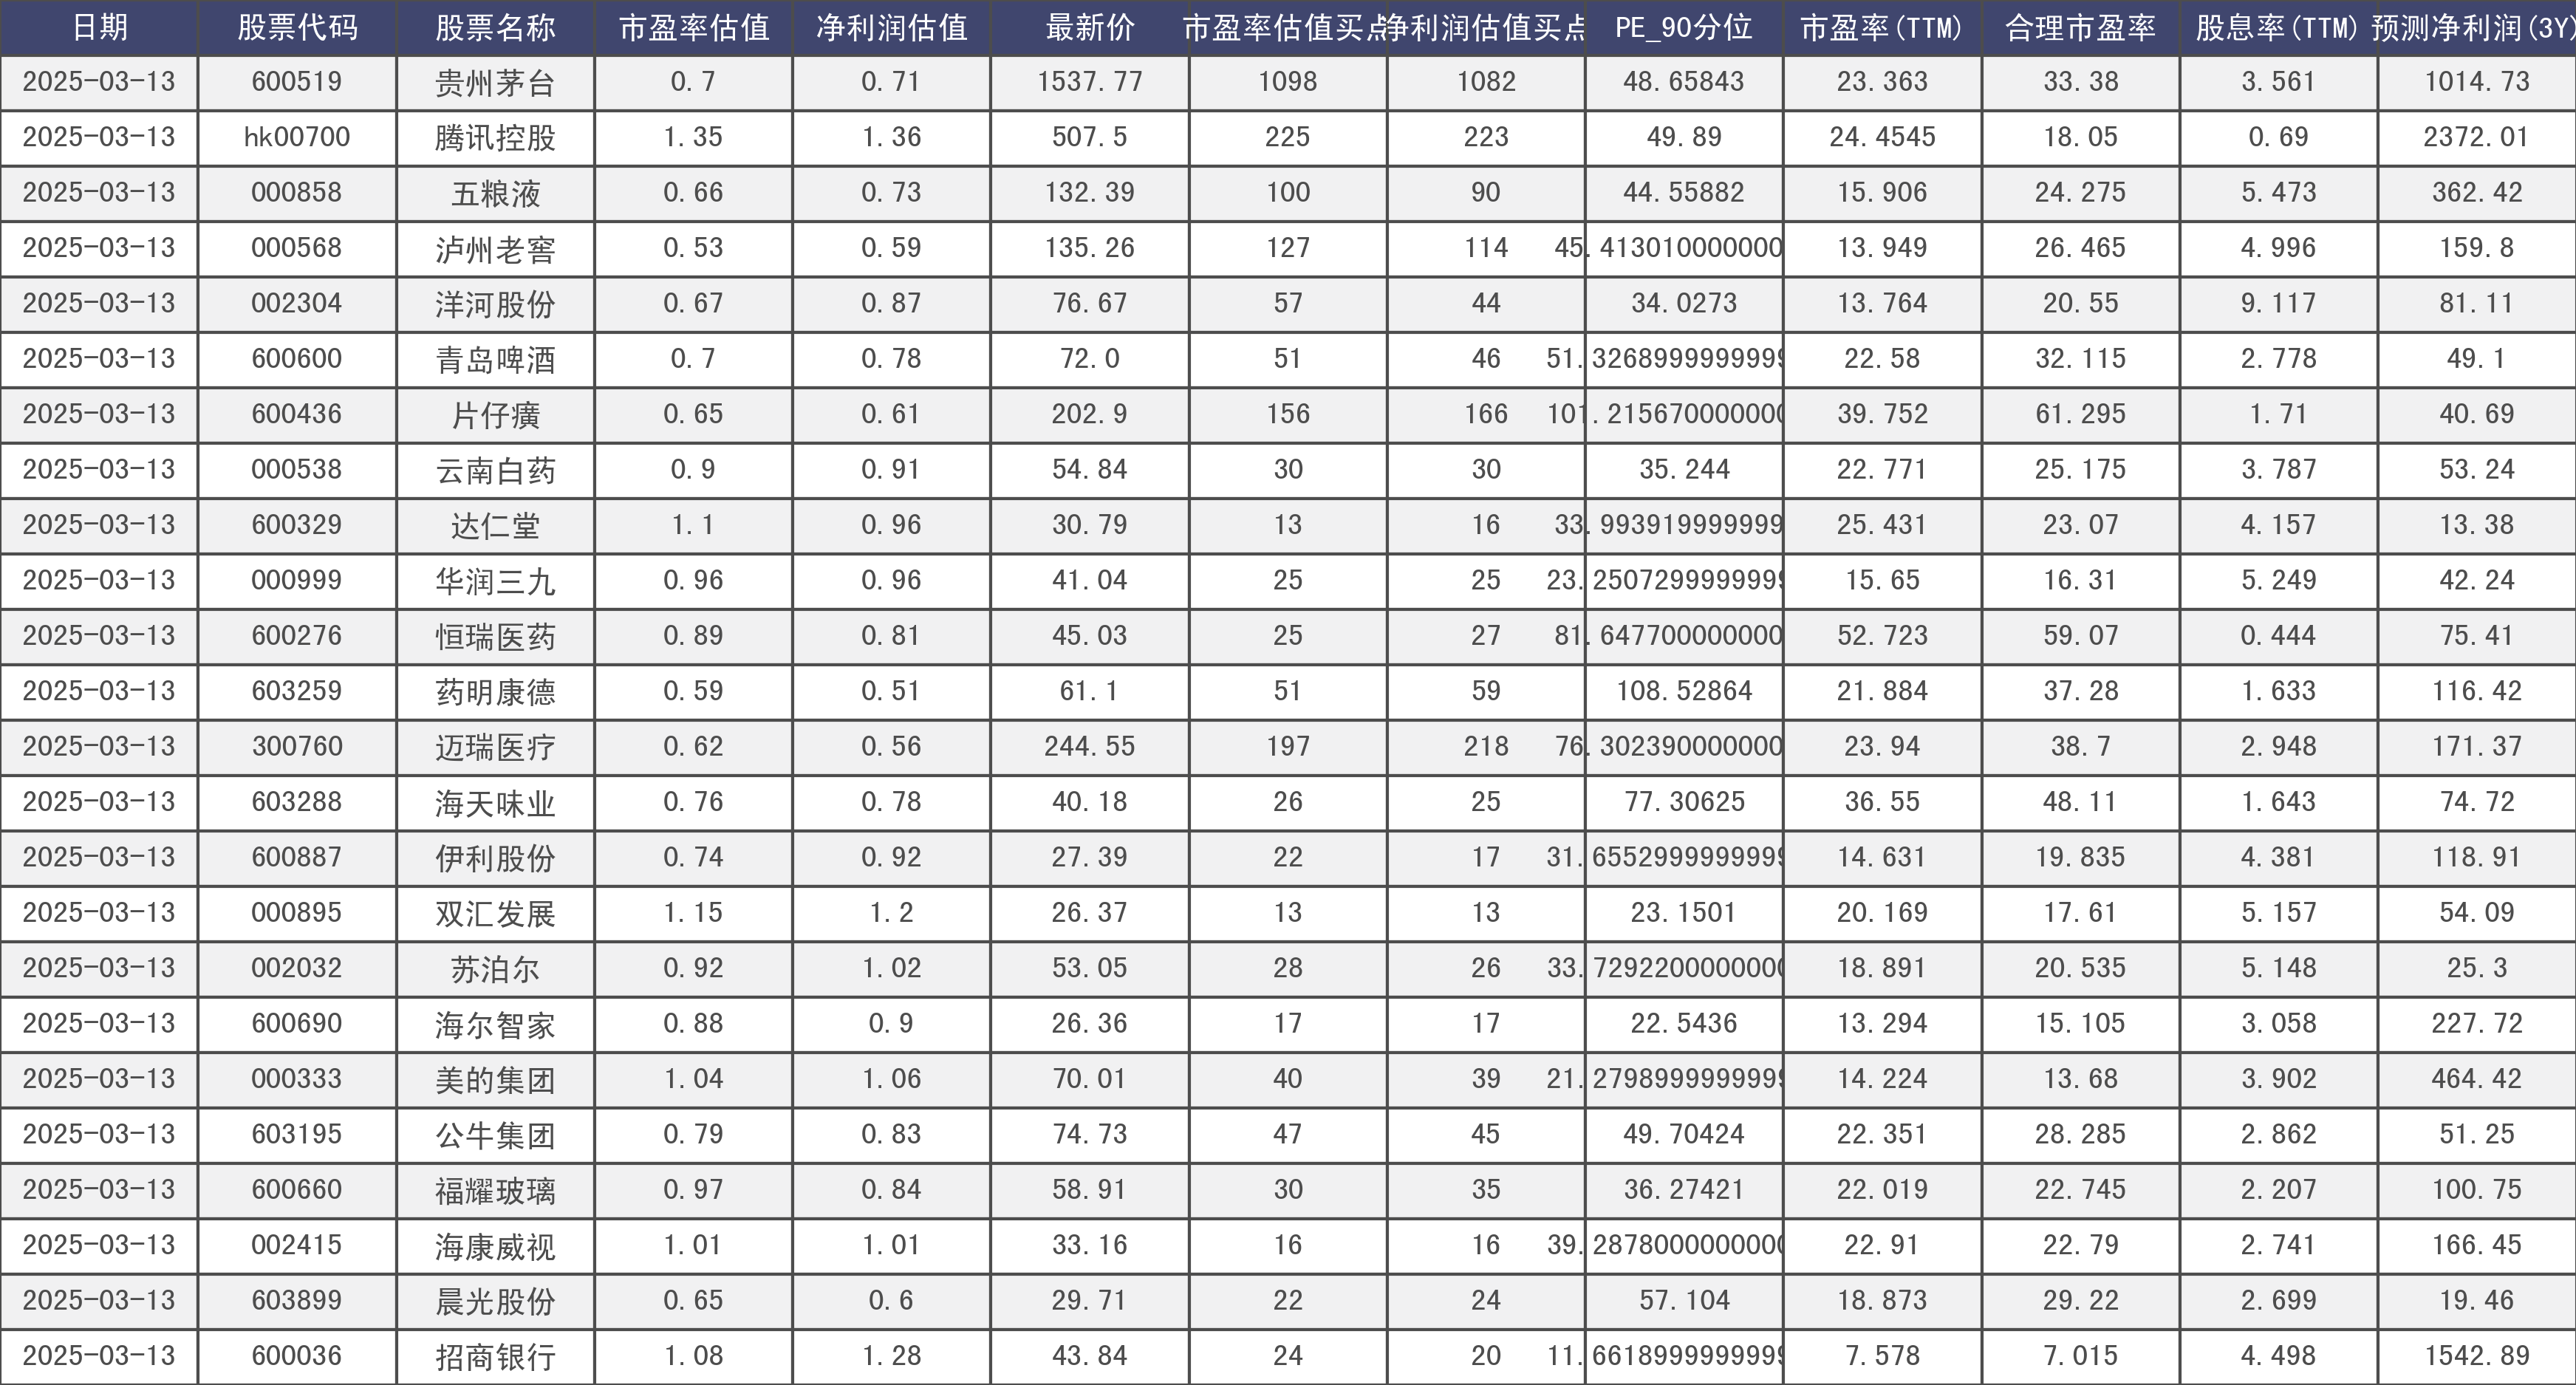 日期 股票代码 股票名称 市盈率估值 净利润估值 最新价 市盈率估值买点 净利润估值买点 PE_90分位 市盈率(TTM) 合理市盈率 股息率(TTM) 预测净利润(3Y)
2025-03-13 600519 贵州茅台 0.7 0.71 1537.77 1098 1082 48.65843 23.363 33.38 3.561 1014.73
2025-03-13 hk00700 腾讯控股 1.35 1.36 507.5 225 223 49.89 24.4545 18.05 0.69 2372.01
2025-03-13 000858 五粮液 0.66 0.73 132.39 100 90 44.55882 15.906 24.275 5.473 362.42
2025-03-13 000568 泸州老窖 0.53 0.59 135.26 127 114 45.413010000000 13.949 26.465 4.996 159.8
2025-03-13 002304 洋河股份 0.67 0.87 76.67 57 44 34.0273 13.764 20.55 9.117 81.11
2025-03-13 600600 青岛啤酒 0.7 0.78 72.0 51 46 51.3268999999999 22.58 32.115 2.778 49.1
2025-03-13 600436 片仔癀 0.65 0.61 202.9 156 166 101.215670000000 39.752 61.295 1.71 40.69
2025-03-13 000538 云南白药 0.9 0.91 54.84 30 30 35.244 22.771 25.175 3.787 53.24
2025-03-13 600329 达仁堂 1.1 0.96 30.79 13 16 33.993919999999 25.431 23.07 4.157 13.38
2025-03-13 000999 华润三九 0.96 0.96 41.04 25 25 23.2507299999999 15.65 16.31 5.249 42.24
2025-03-13 600276 恒瑞医药 0.89 0.81 45.03 25 27 81.647700000000 52.723 59.07 0.444 75.41
2025-03-13 603259 药明康德 0.59 0.51 61.1 51 59 108.52864 21.884 37.28 1.633 116.42
2025-03-13 300760 迈瑞医疗 0.62 0.56 244.55 197 218 76.302390000000 23.94 38.7 2.948 171.37
2025-03-13 603288 海天味业 0.76 0.78 40.18 26 25 77.30625 36.55 48.11 1.643 74.72
2025-03-13 600887 伊利股份 0.74 0.92 27.39 22 17 31.6552999999999 14.631 19.835 4.381 118.91
2025-03-13 000895 双汇发展 1.15 1.2 26.37 13 13 23.1501 20.169 17.61 5.157 54.09
2025-03-13 002032 苏泊尔 0.92 1.02 53.05 28 26 33.7292200000000 18.891 20.535 5.148 25.3
2025-03-13 600690 海尔智家 0.88 0.9 26.36 17 17 22.5436 13.294 15.105 3.058 227.72
2025-03-13 000333 美的集团 1.04 1.06 70.01 40 39 21.2798999999999 14.224 13.68 3.902 464.42
2025-03-13 603195 公牛集团 0.79 0.83 74.73 47 45 49.70424 22.351 28.285 2.862 51.25
2025-03-13 600660 福耀玻璃 0.97 0.84 58.91 30 35 36.27421 22.019 22.745 2.207 100.75
2025-03-13 002415 海康威视 1.01 1.01 33.16 16 16 39.2878000000000 22.91 22.79 2.741 166.45
2025-03-13 603899 晨光股份 0.65 0.6 29.71 22 24 57.104 18.873 29.22 2.699 19.46
2025-03-13 600036 招商银行 1.08 1.28 43.84 24 20 11.6618999999999 7.578 7.015 4.498 1542.89